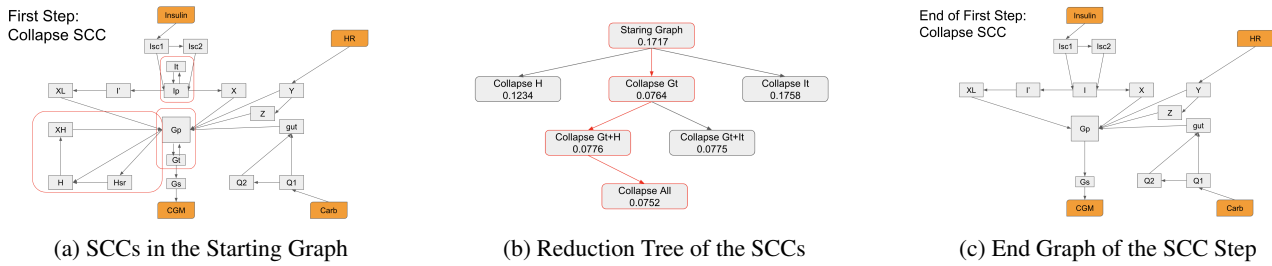 First Step:
Collapse SCC
Insulin
Isc1
Isc2
HR
It
XL
I'
Ip
X
Y
Z
XH
Gp
gut
Gt
H
Hsr
Gs
Q2
Q1
CGM
Carb
(a) SCCs in the Starting Graph
Staring Graph
0.1717
Collapse H
0.1234
Collapse Gt
0.0764
Collapse It
0.1758
Collapse Gt+H
0.0776
Collapse Gt+It
0.0775
Collapse All
0.0752
(b) Reduction Tree of the SCCs
End of First Step:
Collapse SCC
Insulin
Isc1
Isc2
HR
XL
I'
I
X
Y
Z
Gp
gut
Gs
Q2
Q1
CGM
Carb
(c) End Graph of the SCC Step